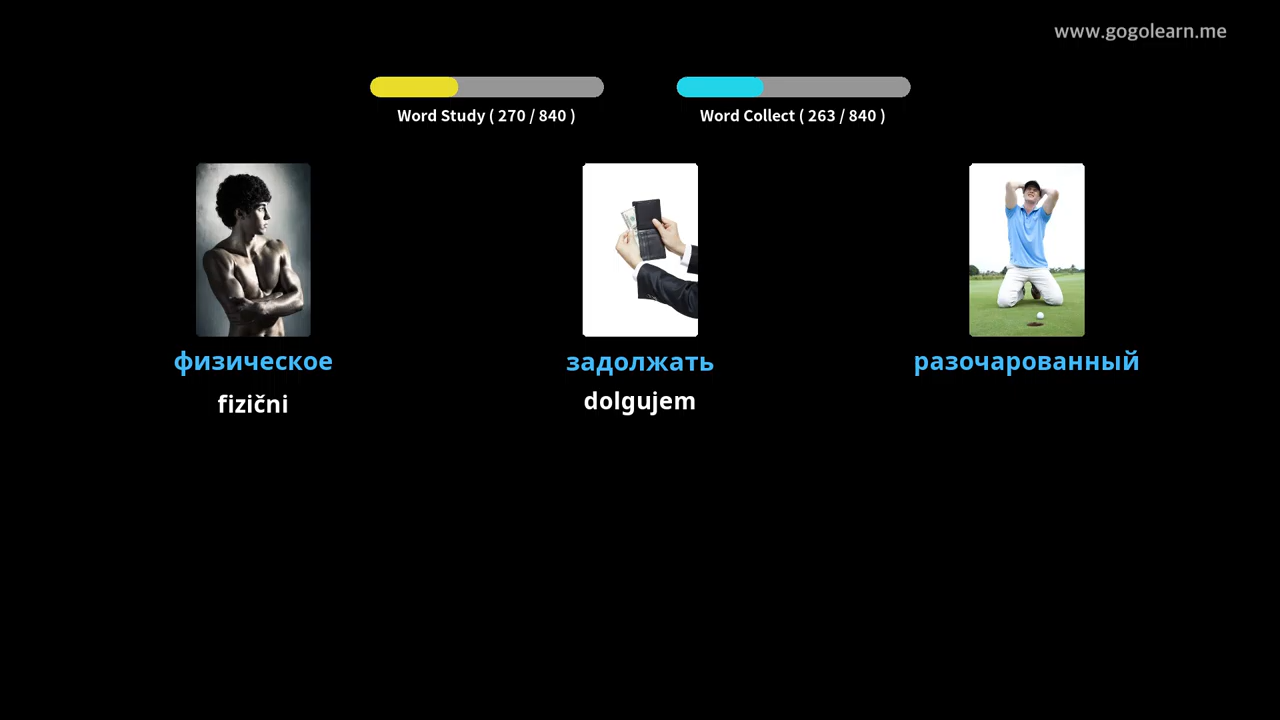 www.gogolearn.me
Word Study ( 270 / 840 )
Word Collect ( 263 / 840 )
физическое
задолжать
разочарованный
fizični
dolgujem